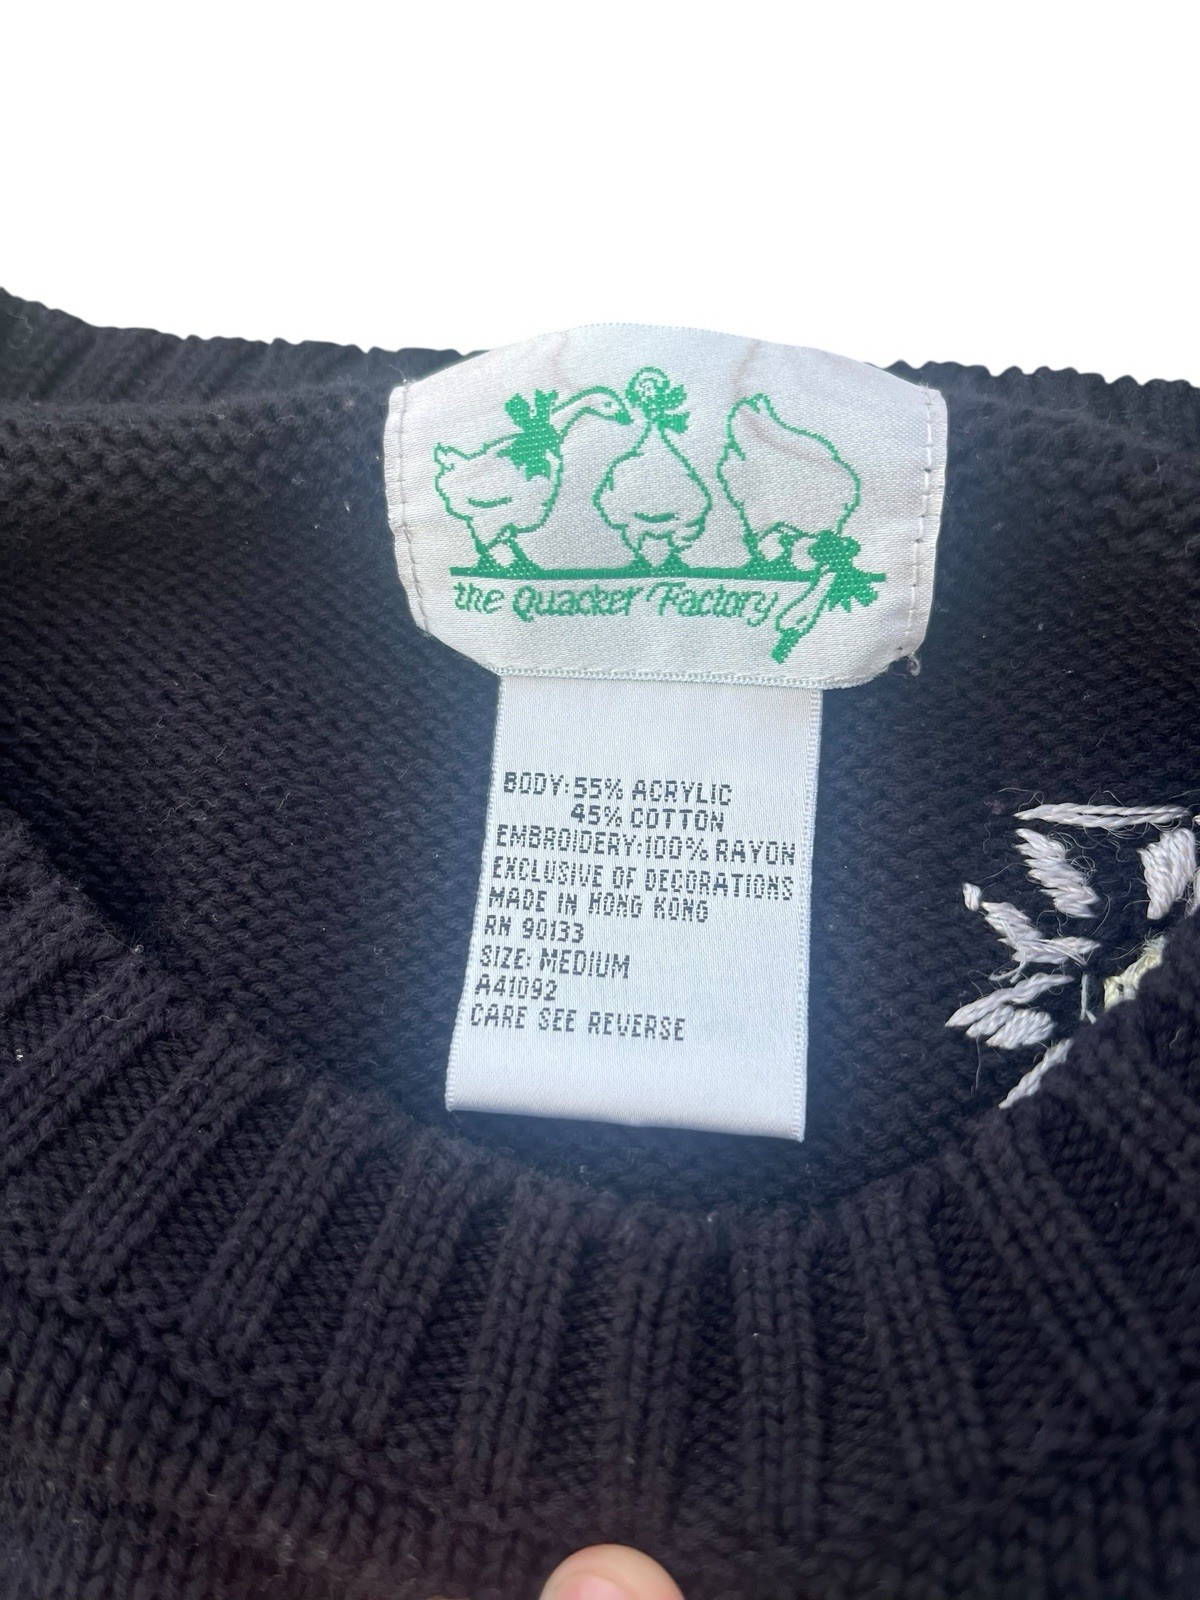 the Quacker Factory
BODY: 55% ACRYLIC
45% COTTON
EMBROIDERY: 100% RAYON
EXCLUSIVE OF DECORATIONS
MADE IN HONG KONG
RN 90133
SIZE: MEDIUM
A41092
CARE SEE REVERSE